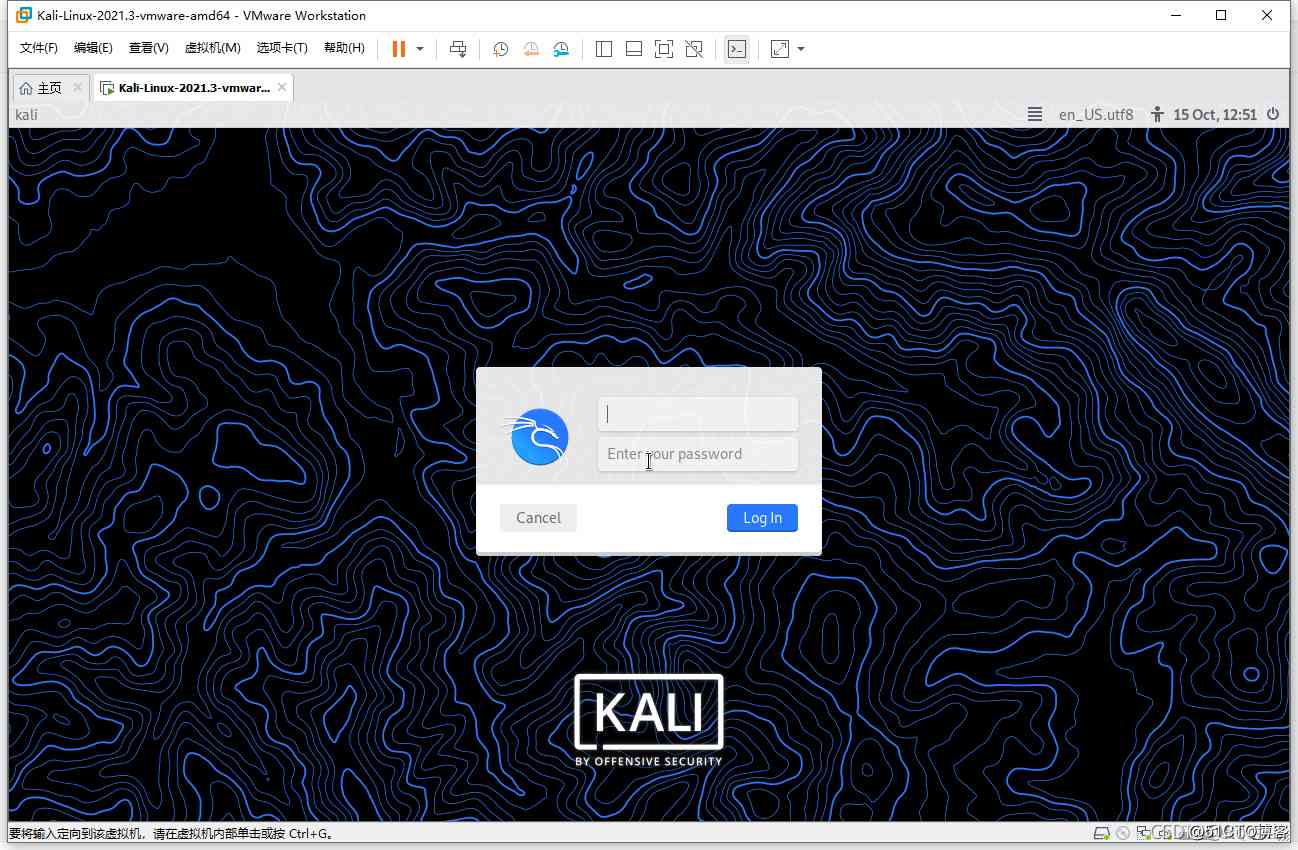 Kali-Linux-2021.3-vmware-amd64 - VMware Workstation
文件(F) 编辑(E) 查看(V) 虚拟机(M) 选项卡(T) 帮助(H)
主页 Kali-Linux-2021.3-vmwar...
kali en_US.utf8 15 Oct, 12:51
Enter your password
Cancel Log In
KALI
BY OFFENSIVE SECURITY
要将输入定向到该虚拟机，请在虚拟机内部单击或按 Ctrl+G。
@51CTO博客